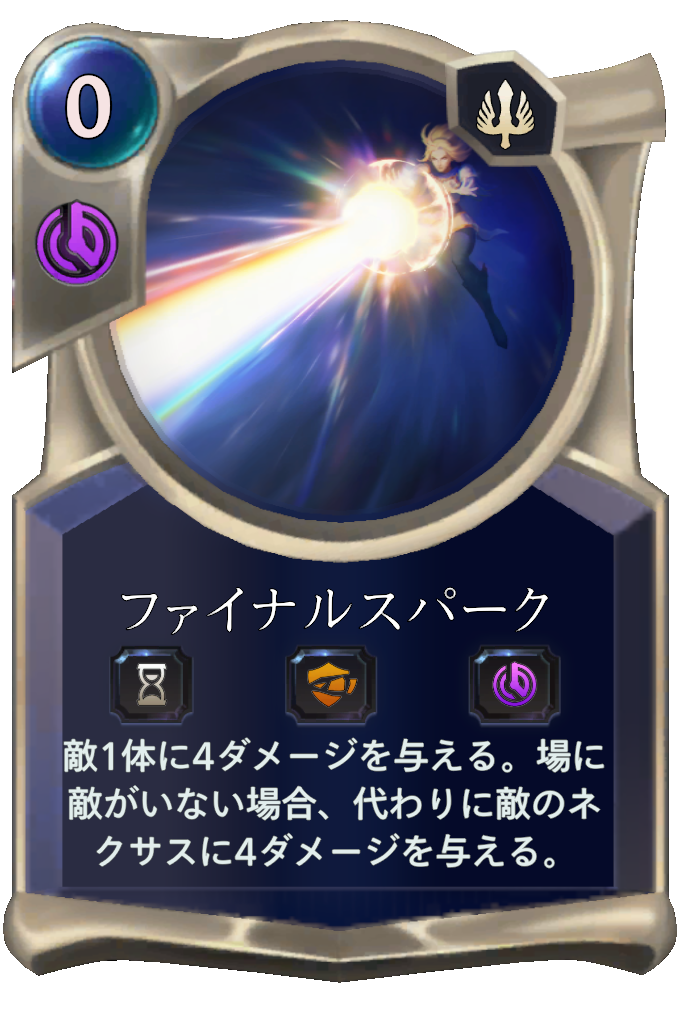 0
ファイナルスパーク
敵1体に4ダメージを与える。場に
敵がいない場合、代わりに敵のネ
クサスに4ダメージを与える。